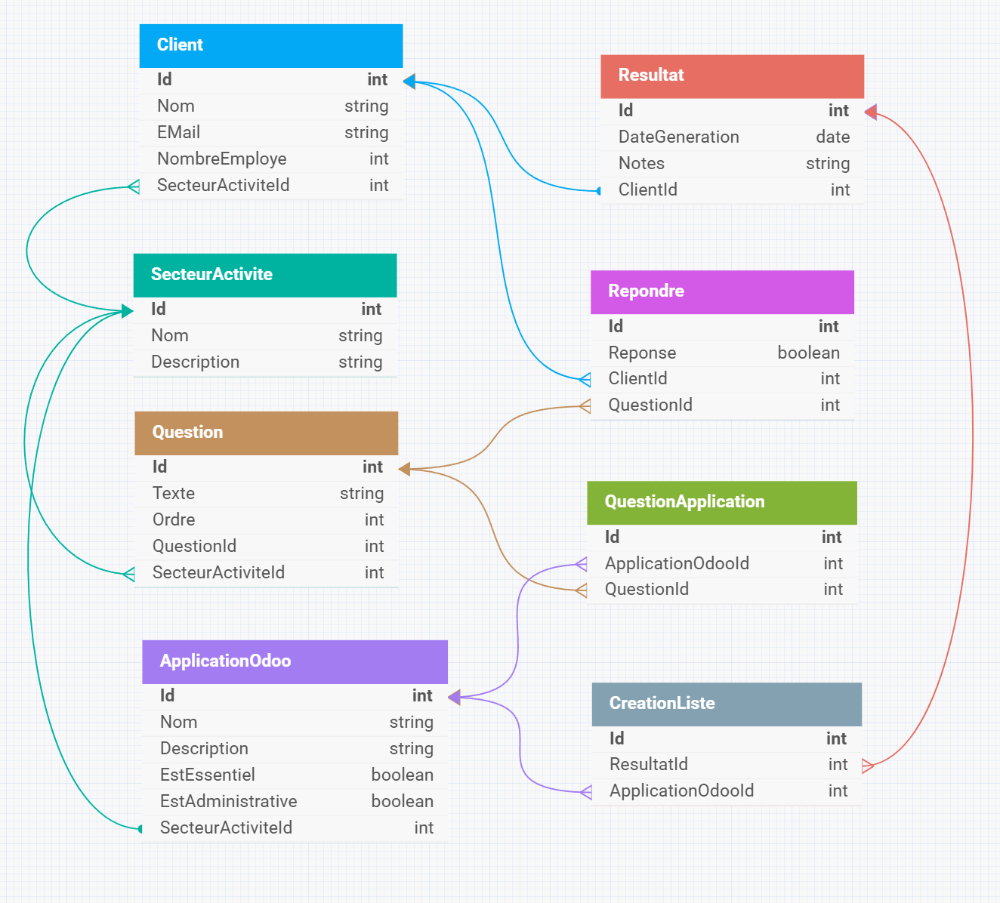 Client
Id int
Nom string
EMail string
NombreEmploye int
SecteurActiviteId int
SecteurActivite
Id int
Nom string
Description string
Question
Id int
Texte string
Ordre int
QuestionId int
SecteurActiviteId int
ApplicationOdoo
Id int
Nom string
Description string
EstEssentiel boolean
EstAdministrative boolean
SecteurActiviteId int
Resultat
Id int
DateGeneration date
Notes string
ClientId int
Repondre
Id int
Reponse boolean
ClientId int
QuestionId int
QuestionApplication
Id int
ApplicationOdooId int
QuestionId int
CreationListe
Id int
ResultatId int
ApplicationOdooId int